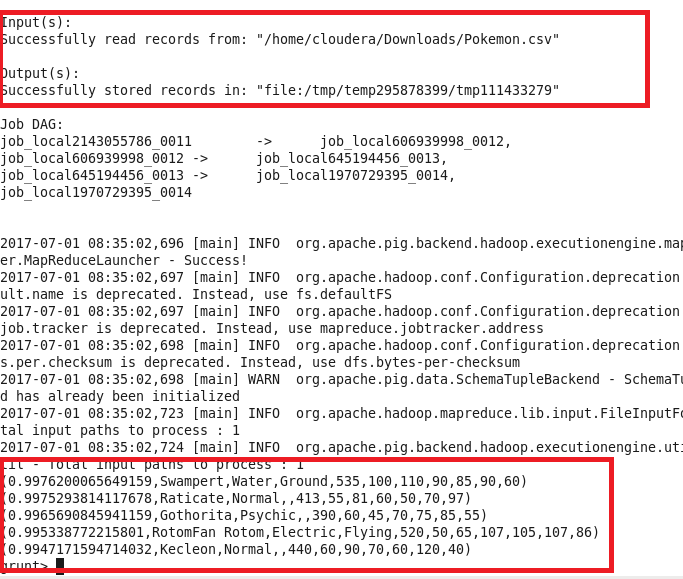 Input(s):
Successfully read records from: "/home/cloudera/Downloads/Pokemon.csv"
Output(s):
Successfully stored records in: "file:/tmp/temp295878399/tmp111433279"
Job DAG:
job_local2143055786_0011 -> job_local606939998_0012,
job_local606939998_0012 -> job_local645194456_0013,
job_local645194456_0013 -> job_local1970729395_0014,
job_local1970729395_0014
2017-07-01 08:35:02,696 [main] INFO org.apache.pig.backend.hadoop.executionengine.map
er.MapReduceLauncher - Success!
2017-07-01 08:35:02,697 [main] INFO org.apache.hadoop.conf.Configuration.deprecation
ult.name is deprecated. Instead, use fs.defaultFS
2017-07-01 08:35:02,697 [main] INFO org.apache.hadoop.conf.Configuration.deprecation
job.tracker is deprecated. Instead, use mapreduce.jobtracker.address
2017-07-01 08:35:02,698 [main] INFO org.apache.hadoop.conf.Configuration.deprecation
s.per.checksum is deprecated. Instead, use dfs.bytes-per-checksum
2017-07-01 08:35:02,698 [main] WARN org.apache.pig.data.SchemaTupleBackend - SchemaTu
d has already been initialized
2017-07-01 08:35:02,723 [main] INFO org.apache.hadoop.mapreduce.lib.input.FileInputFo
tal input paths to process : 1
2017-07-01 08:35:02,724 [main] INFO org.apache.pig.backend.hadoop.executionengine.uti
til - Total input paths to process : 1
(0.9976200065649159,Swampert,Water,Ground,535,100,110,90,85,90,60)
(0.9975293814117678,Raticate,Normal,,413,55,81,60,50,70,97)
(0.9965690845941159,Gothorita,Psychic,,390,60,45,70,75,85,55)
(0.995338772215801,RotomFan Rotom,Electric,Flying,520,50,65,107,105,107,86)
(0.9947171594714032,Kecleon,Normal,,440,60,90,70,60,120,40)
grunt>